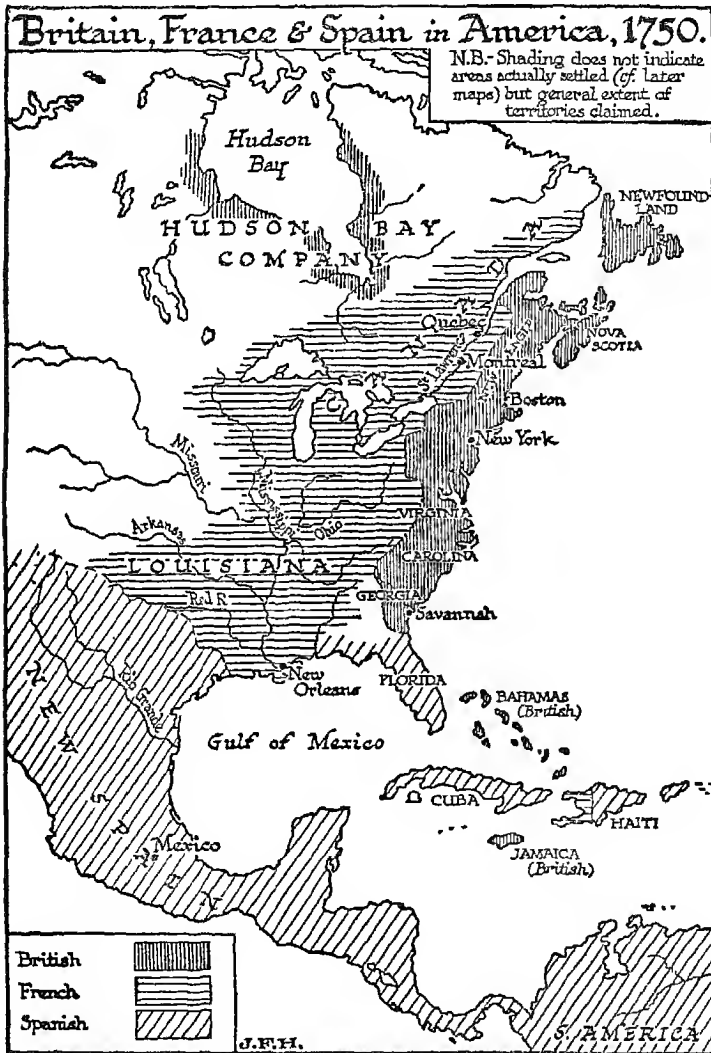 Britain, France & Spain in America, 1750.
N.B.- Shading does not indicate
areas actually settled (cf. later
maps) but general extent of
territories claimed.
Hudson
Bay
NEWFOUND-
LAND
HUDSON BAY
COMPANY
Quebec
NOVA
SCOTIA
St. Lawrence
Montreal
Boston
New York
Missouri
Mississippi
Ohio
VIRGINIA
Arkansas
CAROLINA
LOUISIANA
Red R
GEORGIA
Savannah
New
Orleans
FLORIDA
Rio Grande
BAHAMAS
(British)
NEW SPAIN
Gulf of Mexico
CUBA
HAITI
Mexico
JAMAICA
(British)
British
French
Spanish
S. AMERICA
J.F.H.